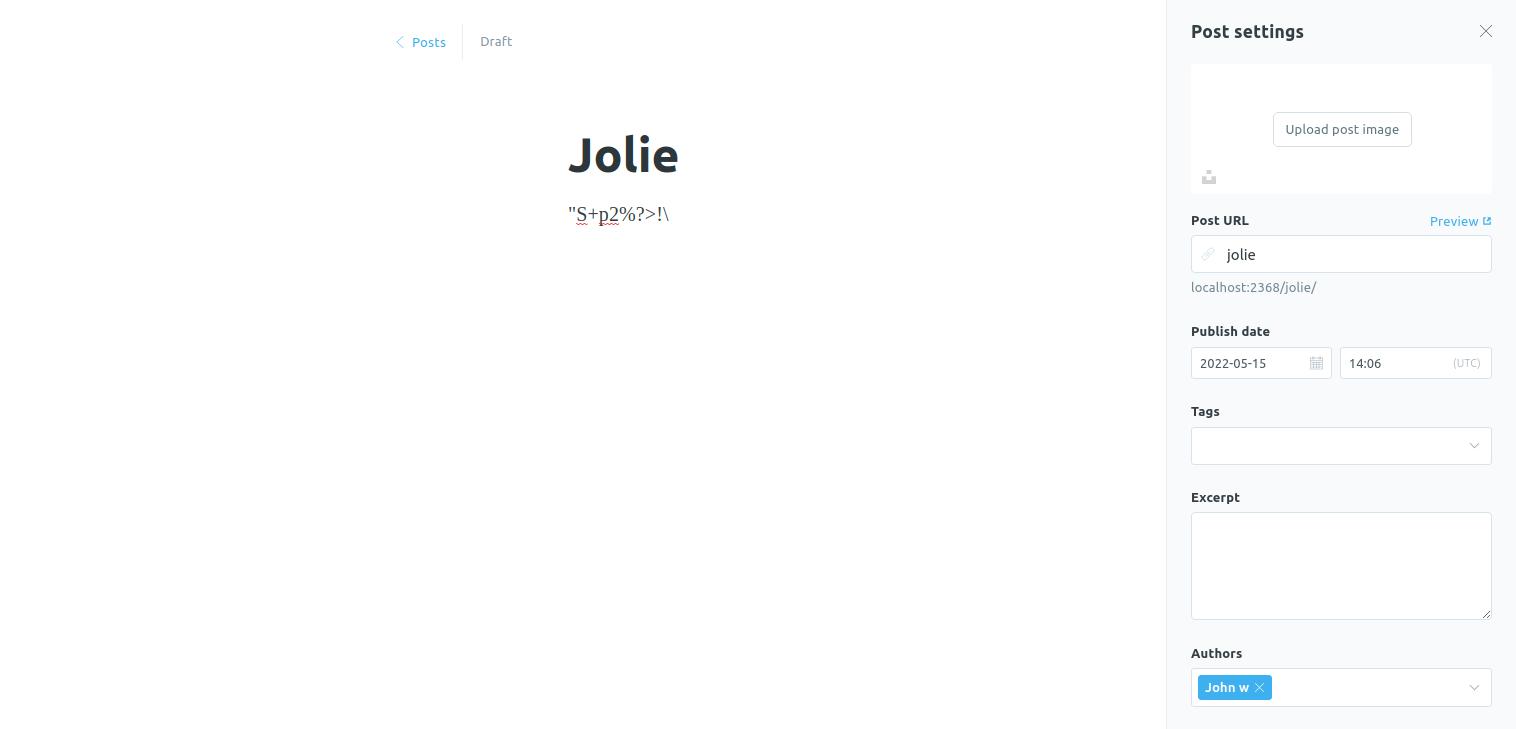 Posts
Draft
Post settings
Upload post image
Jolie
"S+p2%?>!\
Post URL
Preview
jolie
localhost:2368/jolie/
Publish date
2022-05-15
14:06
(UTC)
Tags
Excerpt
Authors
John w